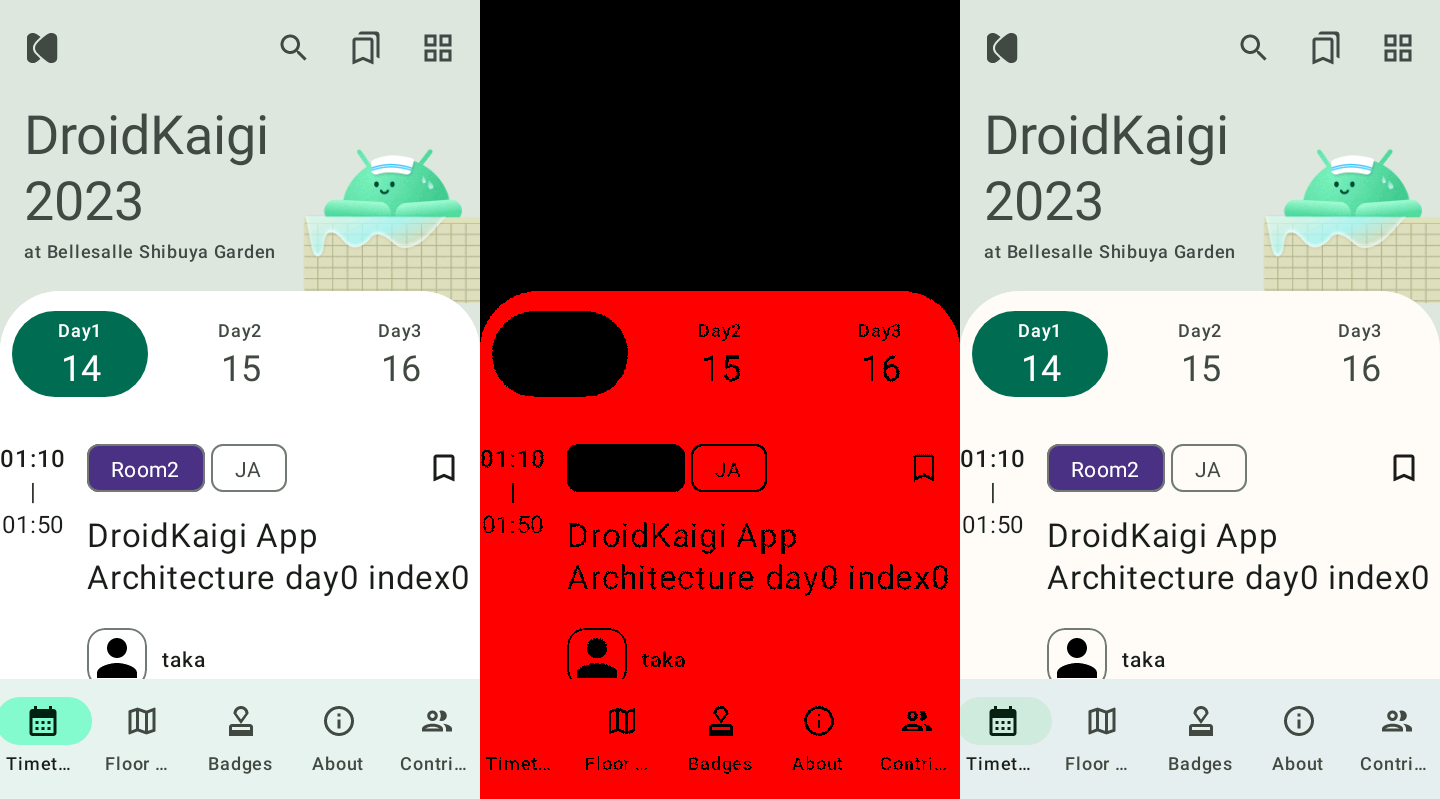 DroidKaigi
2023
at Bellesalle Shibuya Garden
Day1 Day2 Day3
14 15 16
01:10 Room2 JA
01:50
DroidKaigi App
Architecture day0 index0
taka
Timet... Floor ... Badges About Contri...
Day2 Day3
15 16
01:10 JA
01:50
DroidKaigi App
Architecture day0 index0
taka
Timet... Floor ... Badges About Contri...
DroidKaigi
2023
at Bellesalle Shibuya Garden
Day1 Day2 Day3
14 15 16
01:10 Room2 JA
01:50
DroidKaigi App
Architecture day0 index0
taka
Timet... Floor ... Badges About Contri...